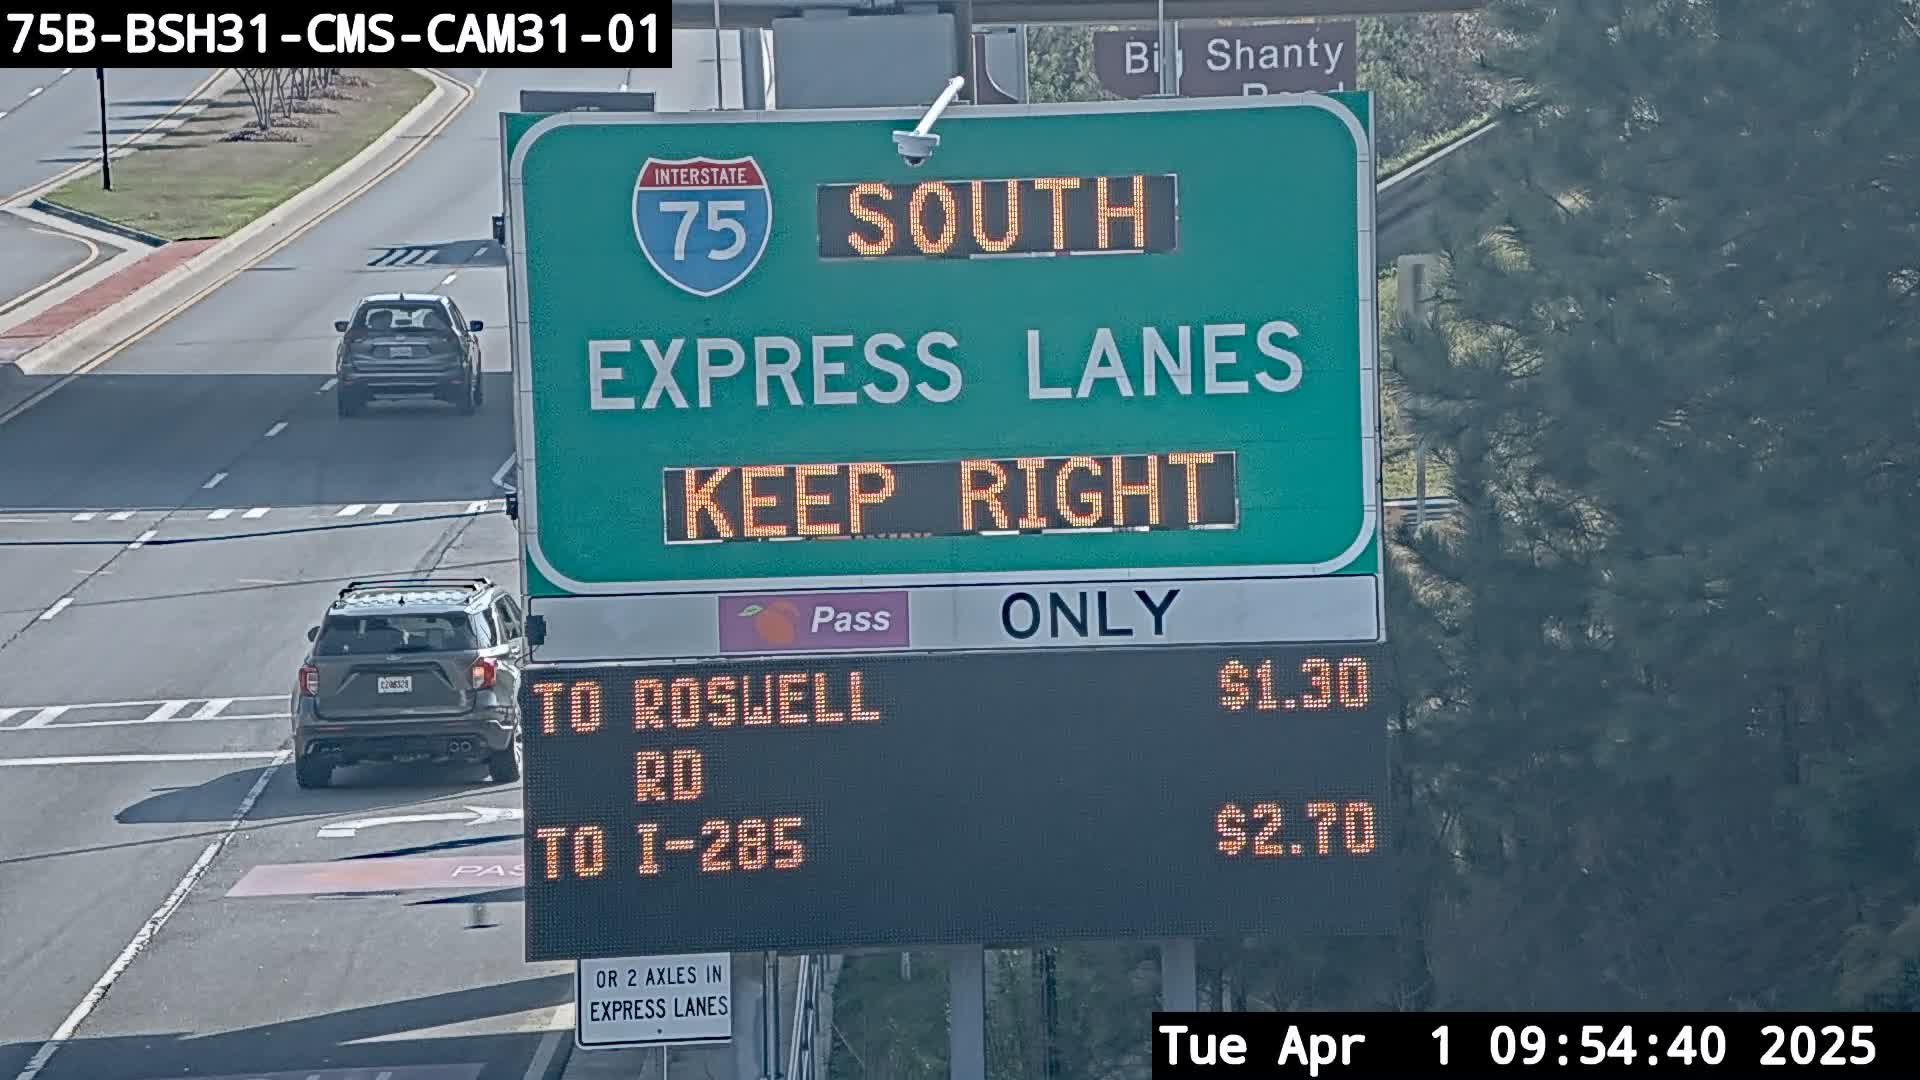 75B-BSH31-CMS-CAM31-01
Big Shanty
Road
INTERSTATE
75
SOUTH
EXPRESS LANES
KEEP RIGHT
Pass ONLY
TO ROSWELL $1.30
RD
TO I-285 $2.70
PAS
OR 2 AXLES IN
EXPRESS LANES
Tue Apr 1 09:54:40 2025